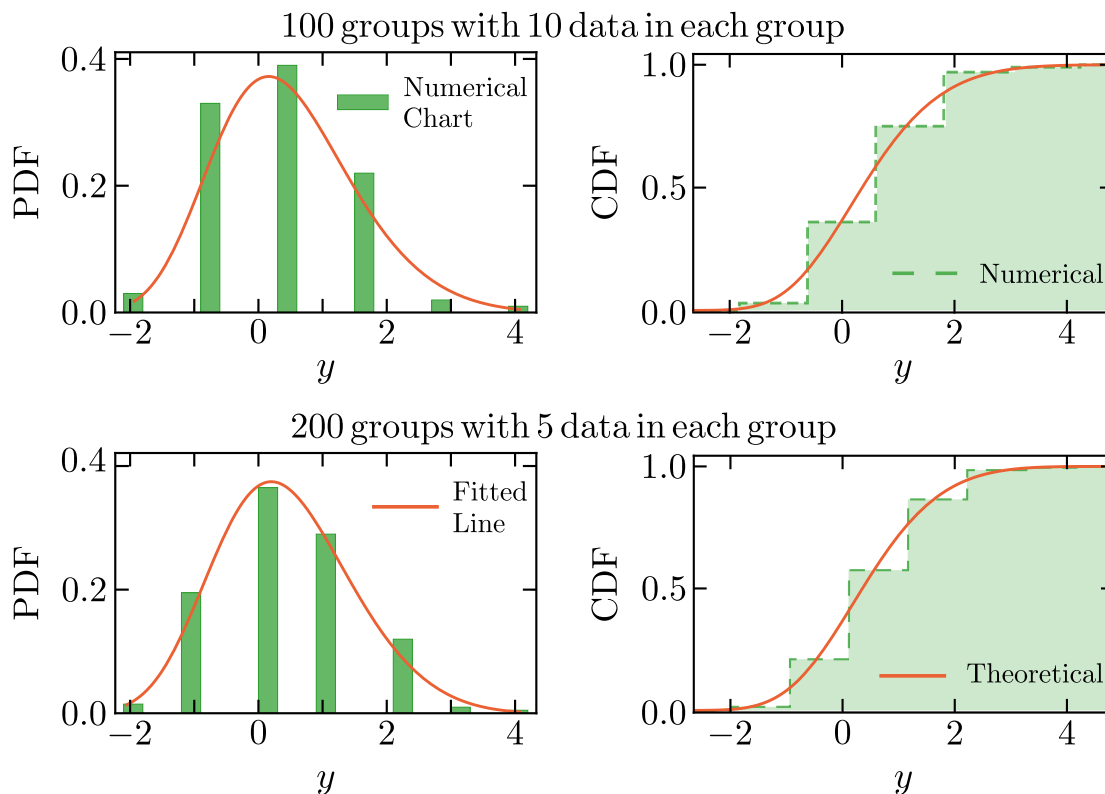 100 groups with 10 data in each group
PDF
0.4
0.2
0.0
−2
0
2
4
y
Numerical
Chart
CDF
1.0
0.5
0.0
−2
0
2
4
y
Numerical
200 groups with 5 data in each group
PDF
0.4
0.2
0.0
−2
0
2
4
y
Fitted
Line
CDF
1.0
0.5
0.0
−2
0
2
4
y
Theoretical